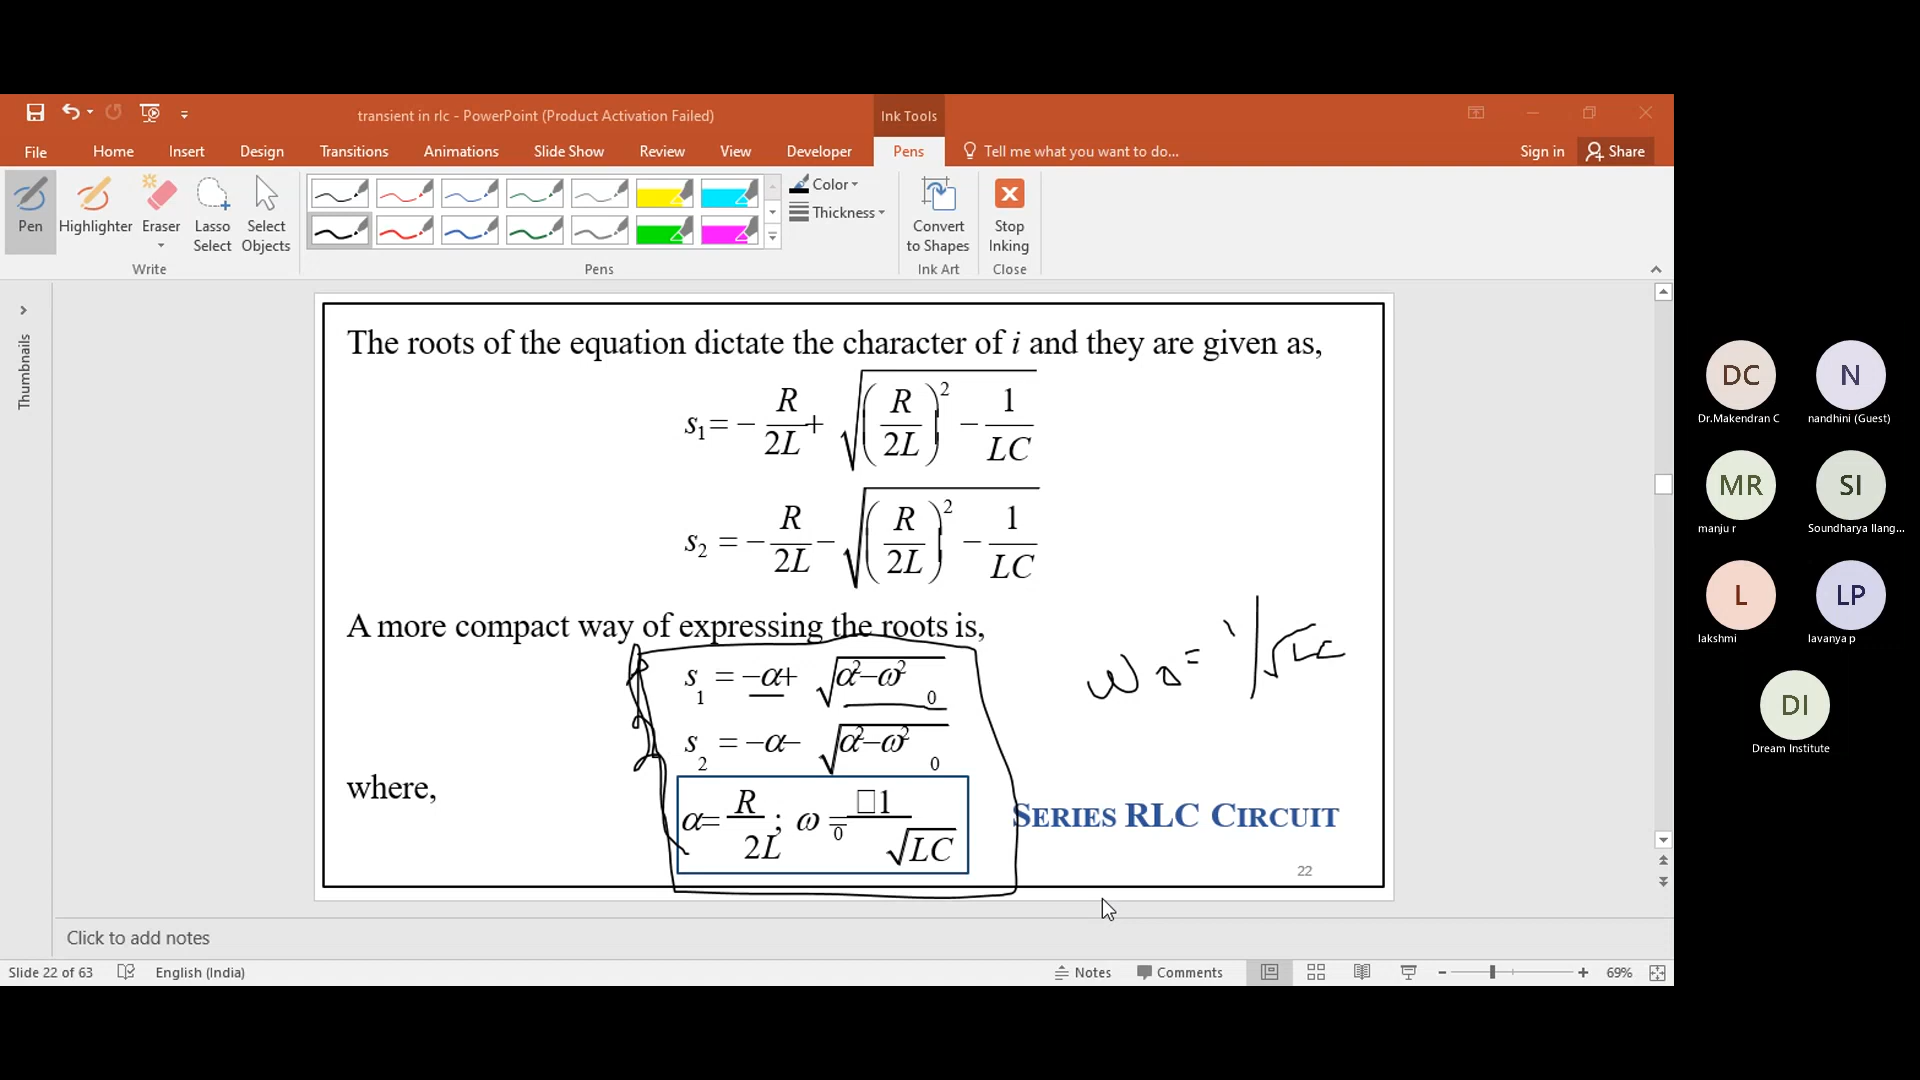 transient in rlc - PowerPoint (Product Activation Failed)
Ink Tools
File Home Insert Design Transitions Animations Slide Show Review View Developer Pens Tell me what you want to do... Sign in Share
Pen Highlighter Eraser Lasso Select Select Objects
Color
Thickness
Convert to Shapes
Stop Inking
Write Pens Ink Art Close
Thumbnails
The roots of the equation dictate the character of i and they are given as,
s₁ = − R/2L + √((R/2L)² − 1/LC)
s₂ = − R/2L − √((R/2L)² − 1/LC)
A more compact way of expressing the roots is,
s₁ = −α + √(α² − ω²₀)
s₂ = −α − √(α² − ω²₀)
ω₀ = 1/√LC
where,
α = R/2L ; ω₀ = □1/√LC
SERIES RLC CIRCUIT
22
Click to add notes
Slide 22 of 63 English (India) Notes Comments 69%
DC
Dr.Makendran C
N
nandhini (Guest)
MR
manju r
SI
Soundharya Ilang...
L
lakshmi
LP
lavanya p
DI
Dream Institute